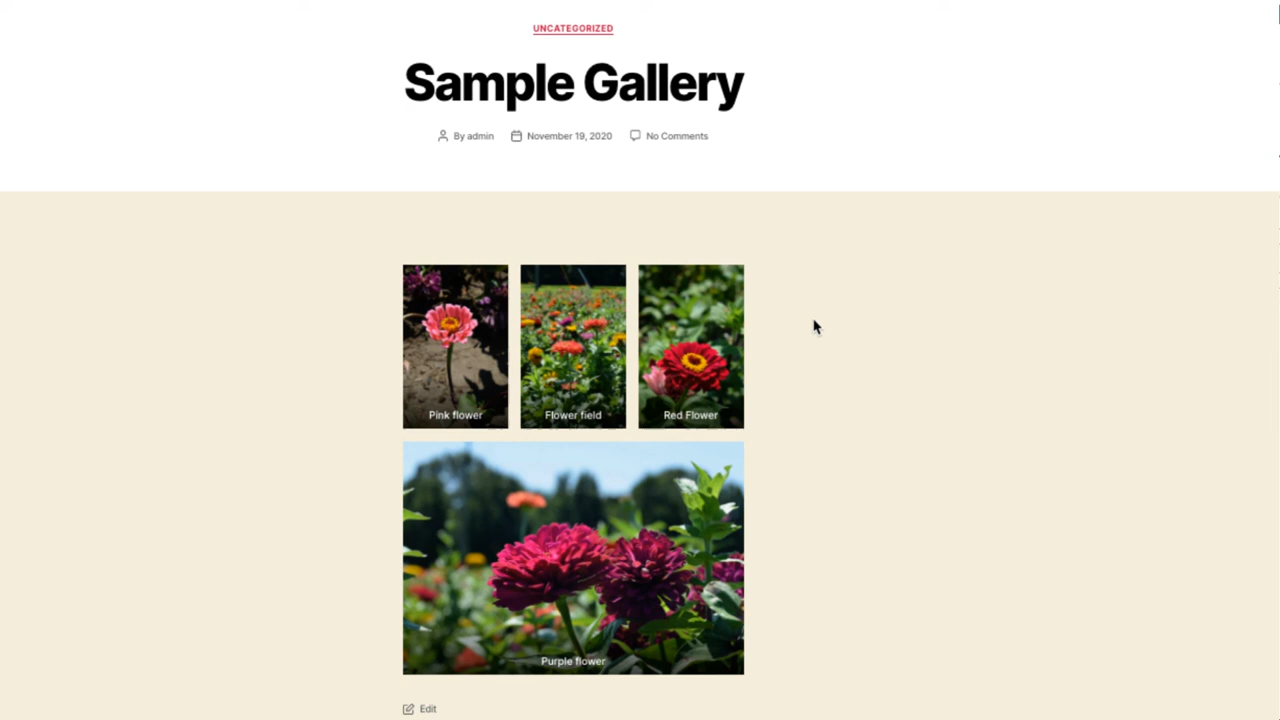 UNCATEGORIZED
Sample Gallery
By admin November 19, 2020 No Comments
Pink flower Flower field Red Flower
Purple flower
Edit